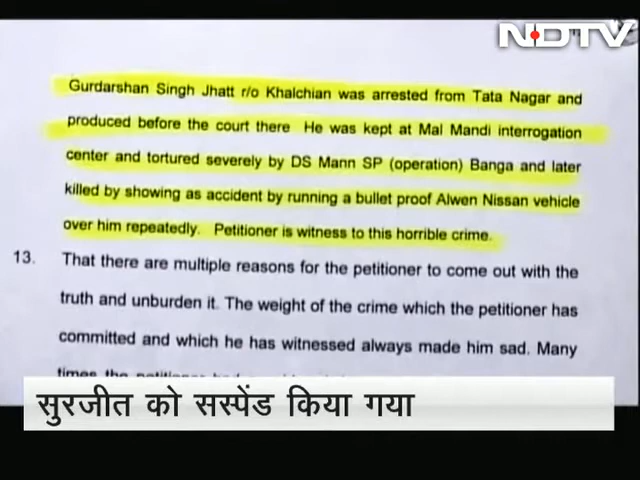 NDTV
Gurdarshan Singh Jhatt r/o Khalchian was arrested from Tata Nagar and
produced before the court there He was kept at Mal Mandi interrogation
center and tortured severely by DS Mann SP (operation) Banga and later
killed by showing as accident by running a bullet proof Alwen Nissan vehicle
over him repeatedly. Petitioner is witness to this horrible crime.
13. That there are multiple reasons for the petitioner to come out with the
truth and unburden it. The weight of the crime which the petitioner has
committed and which he has witnessed always made him sad. Many
times the
सुरजीत को सस्पेंड किया गया